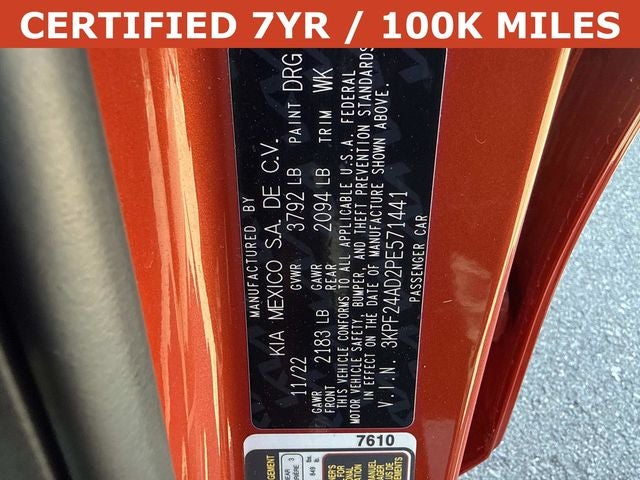 CERTIFIED 7YR / 100K MILES
MANUFACTURED BY
KIA MEXICO S.A. DE C.V.
11/22 GVWR 3792 LB PAINT DRG
GAWR FRONT 2183 LB GAWR REAR 2094 LB TRIM WK
THIS VEHICLE CONFORMS TO ALL APPLICABLE U.S.A. FEDERAL
MOTOR VEHICLE SAFETY, BUMPER, AND THEFT PREVENTION STANDARDS
IN EFFECT ON THE DATE OF MANUFACTURE SHOWN ABOVE.
V.I.N. 3KPF24AD2PE571441
PASSENGER CAR
7610